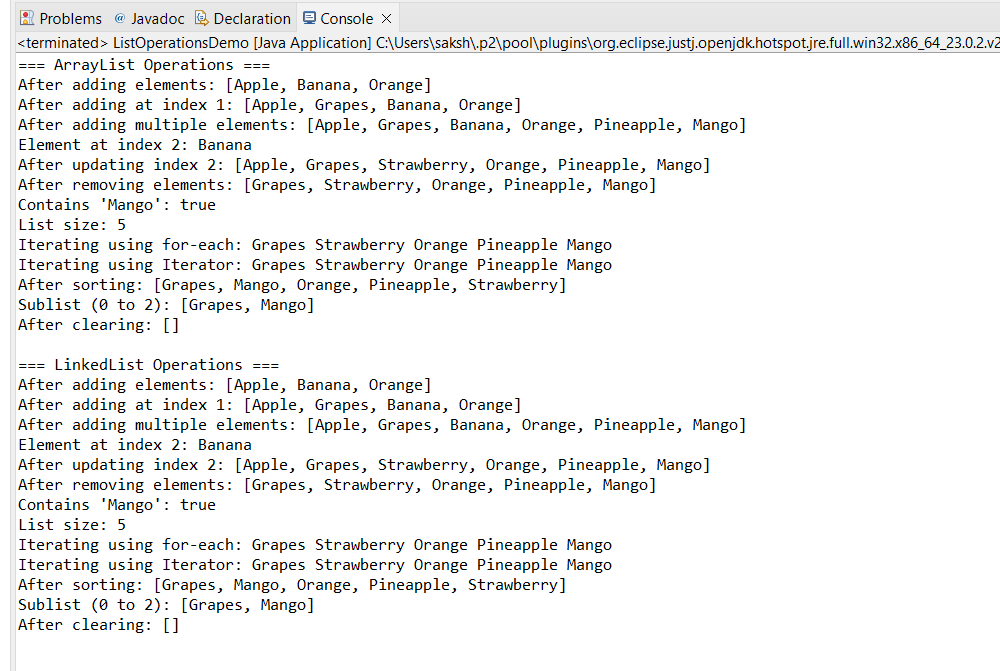 Problems @ Javadoc Declaration Console
<terminated> ListOperationsDemo [Java Application] C:\Users\saksh\.p2\pool\plugins\org.eclipse.justj.openjdk.hotspot.jre.full.win32.x86_64_23.0.2.v2
=== ArrayList Operations ===
After adding elements: [Apple, Banana, Orange]
After adding at index 1: [Apple, Grapes, Banana, Orange]
After adding multiple elements: [Apple, Grapes, Banana, Orange, Pineapple, Mango]
Element at index 2: Banana
After updating index 2: [Apple, Grapes, Strawberry, Orange, Pineapple, Mango]
After removing elements: [Grapes, Strawberry, Orange, Pineapple, Mango]
Contains 'Mango': true
List size: 5
Iterating using for-each: Grapes Strawberry Orange Pineapple Mango
Iterating using Iterator: Grapes Strawberry Orange Pineapple Mango
After sorting: [Grapes, Mango, Orange, Pineapple, Strawberry]
Sublist (0 to 2): [Grapes, Mango]
After clearing: []
=== LinkedList Operations ===
After adding elements: [Apple, Banana, Orange]
After adding at index 1: [Apple, Grapes, Banana, Orange]
After adding multiple elements: [Apple, Grapes, Banana, Orange, Pineapple, Mango]
Element at index 2: Banana
After updating index 2: [Apple, Grapes, Strawberry, Orange, Pineapple, Mango]
After removing elements: [Grapes, Strawberry, Orange, Pineapple, Mango]
Contains 'Mango': true
List size: 5
Iterating using for-each: Grapes Strawberry Orange Pineapple Mango
Iterating using Iterator: Grapes Strawberry Orange Pineapple Mango
After sorting: [Grapes, Mango, Orange, Pineapple, Strawberry]
Sublist (0 to 2): [Grapes, Mango]
After clearing: []